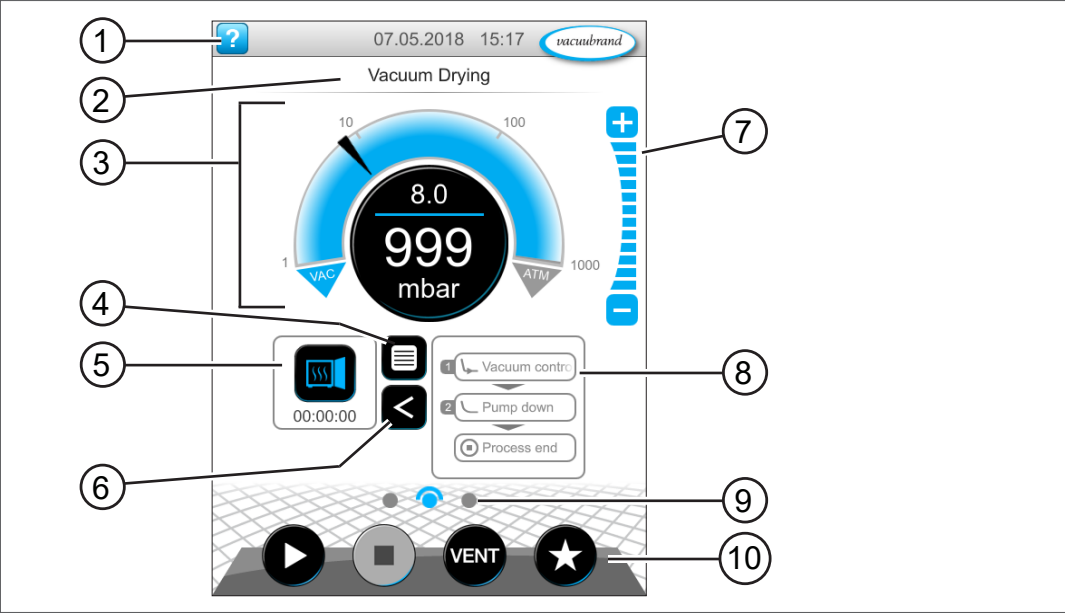 1
?
07.05.2018 15:17
vacuubrand
2
Vacuum Drying
3
10
100
7
+
8.0
999
mbar
1
VAC
ATM
1000
−
4
5
1
Vacuum contro
8
<
00:00:00
2
Pump down
Process end
6
9
VENT
10